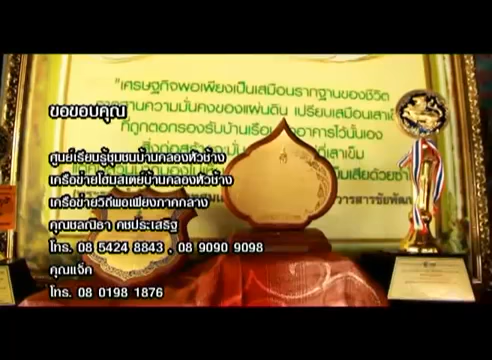 "เศรษฐกิจพอเพียงเป็นเสมือนรากฐานของชีวิต
รากฐานความมั่นคงของแผ่นดิน เปรียบเสมือนเสาเข็ม
ที่ถูกตอกรองรับบ้านเรือน อาคารไว้นั่นเอง
ขอขอบคุณ
ศูนย์เรียนรู้ชุมชนบ้านคลองหัวช้าง
เครือข่ายโฮมสเตย์บ้านคลองหัวช้าง
เครือข่ายวิถีพอเพียงภาคกลาง
คุณชลณิชา คชประเสริฐ
โทร. 08 5424 8843 , 08 9090 9098
คุณแจ็ค
โทร. 08 0198 1876